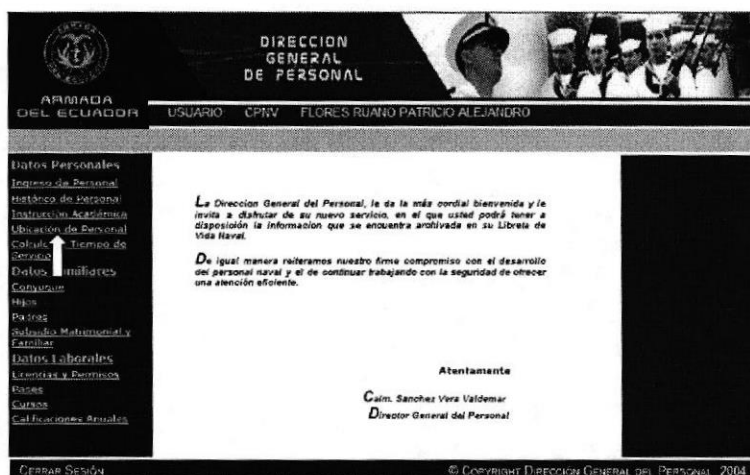 DIRECCION
GENERAL
DE PERSONAL
ARMADA
DEL ECUADOR
USUARIO CPNV FLORES RUANO PATRICIO ALEJANDRO
Datos Personales
Ingreso de Personal
Histórico de Personal
Instrucción Académica
Ubicación de Personal
Tiempo de
Servicio
Datos
Conyugue
Hijos
Padres
Subsidio Matrimonial y
Familiar
Datos Laborales
Licencias y Permisos
Pases
Cursos
Calificaciones Anuales
La Direccion General del Personal, le da la más cordial bienvenida y le
invita a disfrutar de su nuevo servicio, en el que usted podrá tener a
disposición la informacion que se encuentra archivada en su Libreta de
Vida Naval.
De igual manera reiteramos nuestro firme compromiso con el desarrollo
del personal naval y el de continuar trabajando con la seguridad de ofrecer
una atención eficiente.
Atentamente
Calm. Sanchez Vera Valdemar
Director General del Personal
CERRAR SESIÓN
© COPYRIGHT DIRECCIÓN GENERAL DEL PERSONAL 2004